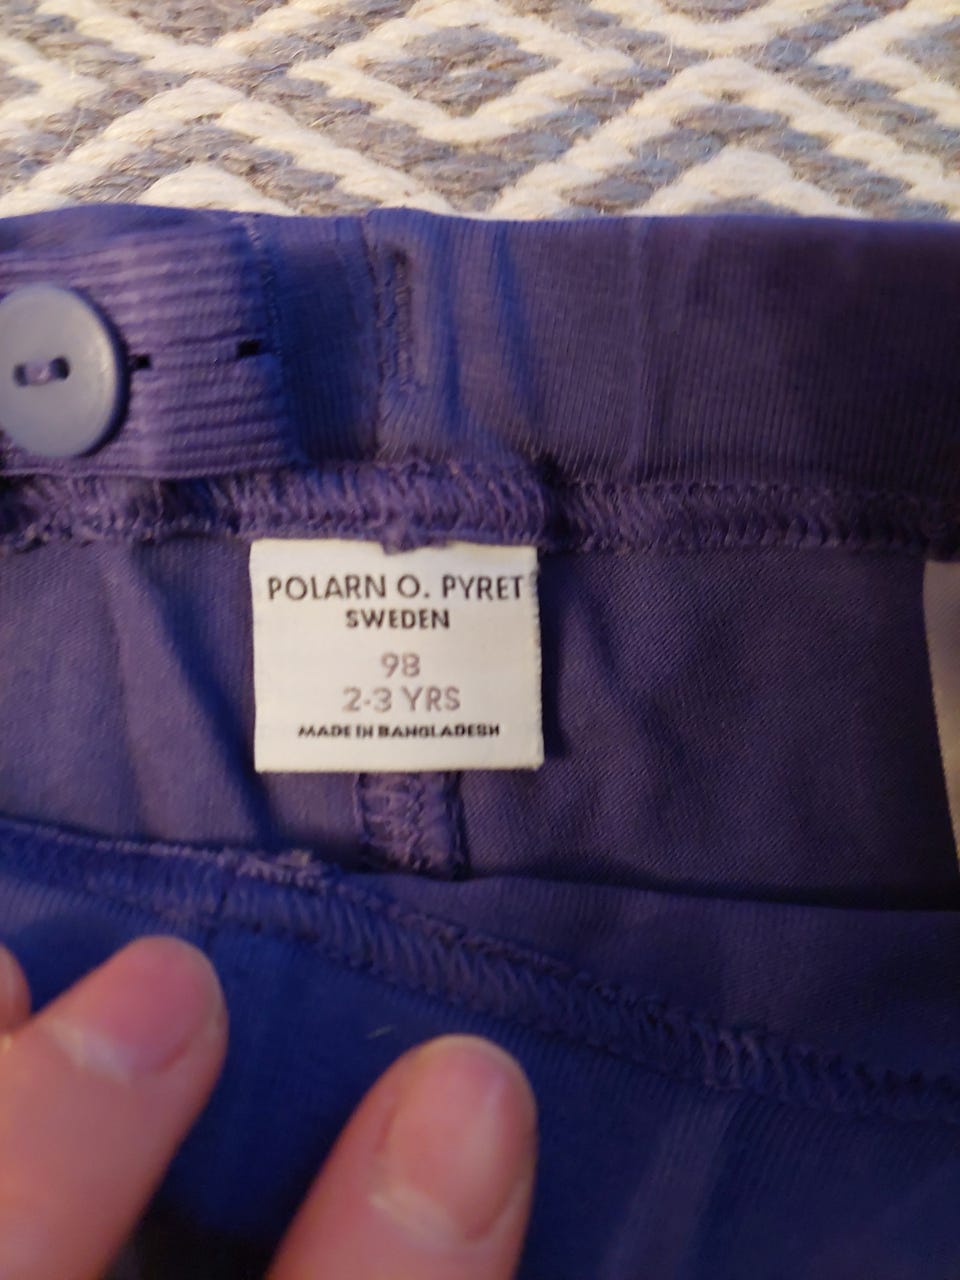 POLARN O. PYRET
SWEDEN
98
2-3 YRS
MADE IN BANGLADESH